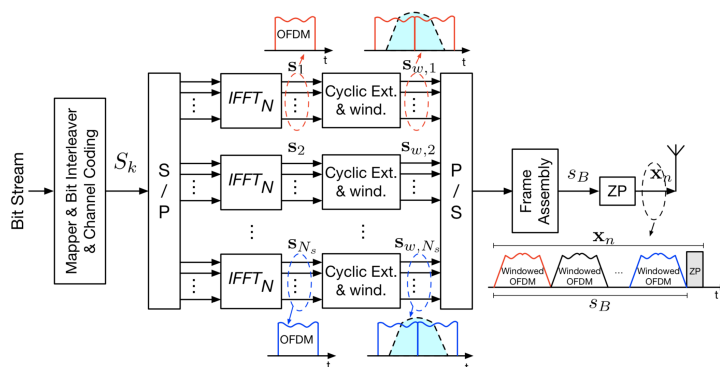 OFDM
t
t
s_1
s_{w,1}
Bit Stream
Mapper & Bit Interleaver
& Channel Coding
S_k
S
/
P
IFFT_N
Cyclic Ext.
& wind.
P
/
S
s_2
s_{w,2}
IFFT_N
Cyclic Ext.
& wind.
Frame
Assembly
s_B
ZP
x_n
s_{N_s}
s_{w,N_s}
IFFT_N
Cyclic Ext.
& wind.
x_n
Windowed
OFDM
Windowed
OFDM
...
Windowed
OFDM
ZP
t
s_B
OFDM
t
t